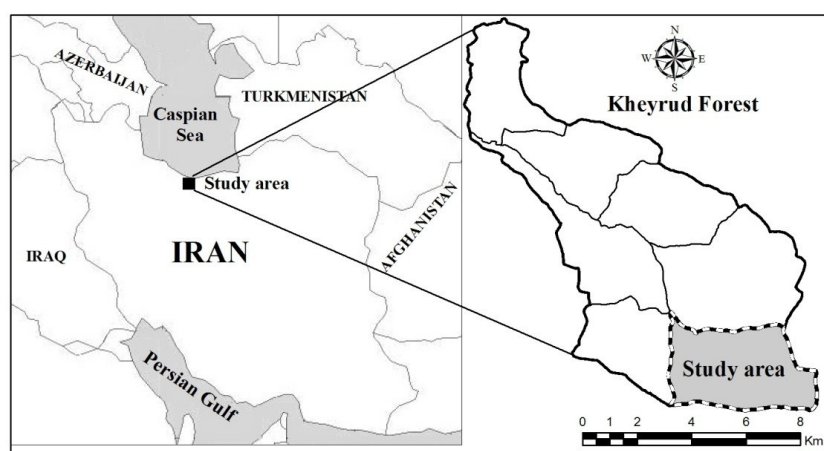 AZERBAIJAN
Caspian
Sea
TURKMENISTAN
Study area
AFGHANISTAN
IRAQ
IRAN
Persian Gulf
N
W
E
S
Kheyrud Forest
Study area
0 1 2 4 6 8
Km